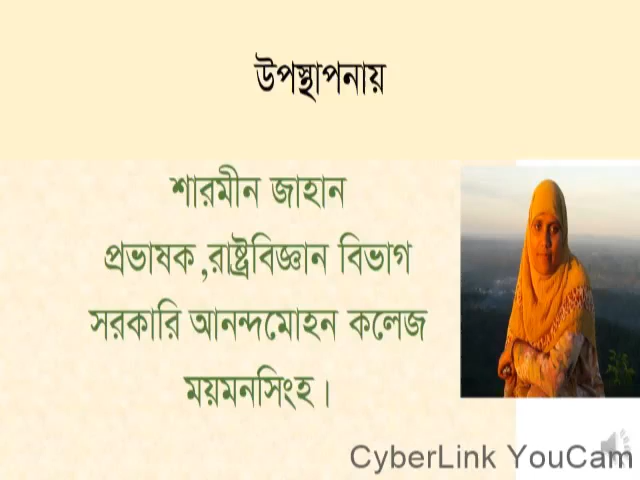 উপস্থাপনায়
শারমীন জাহান
প্রভাষক,রাষ্ট্রবিজ্ঞান বিভাগ
সরকারি আনন্দমোহন কলেজ
ময়মনসিংহ।
CyberLink YouCam